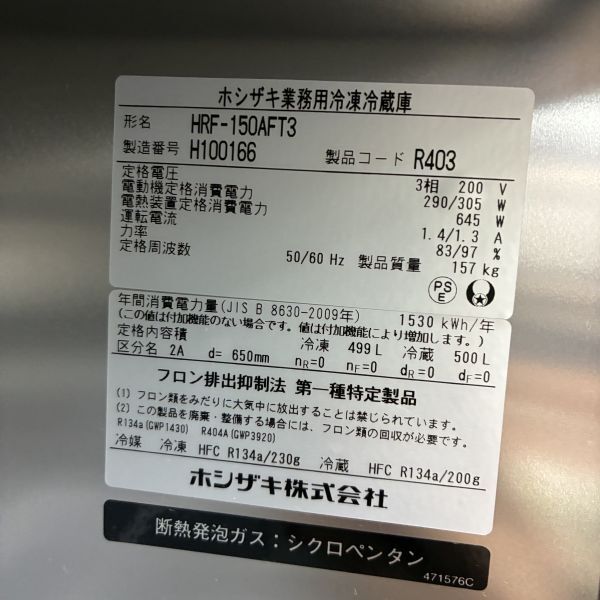 ホシザキ業務用冷凍冷蔵庫
形名 HRF-150AFT3
製造番号 H100166 製品コード R403
定格電圧 3相 200 V
電動機定格消費電力 290/305 W
電熱装置定格消費電力 645 W
運転電流 1.4/1.3 A
力率 83/97 %
定格周波数 50/60 Hz 製品質量 157 kg
PS
E
年間消費電力量(JIS B 8630-2009年) 1530 kWh/年
(この値は付加機能のない場合です。値は付加機能により増加します。)
定格内容積 冷凍 499 L 冷蔵 500 L
区分名 2A d= 650mm nR=0 nF=0 dR=0 dF=0
フロン排出抑制法 第一種特定製品
(1) フロン類をみだりに大気中に放出することは禁じられています。
(2) この製品を廃棄・整備する場合には、フロン類の回収が必要です。
R134a(GWP1430) R404A(GWP3920)
冷媒 冷凍 HFC R134a/230g 冷蔵 HFC R134a/200g
ホシザキ株式会社
断熱発泡ガス：シクロペンタン
471576C